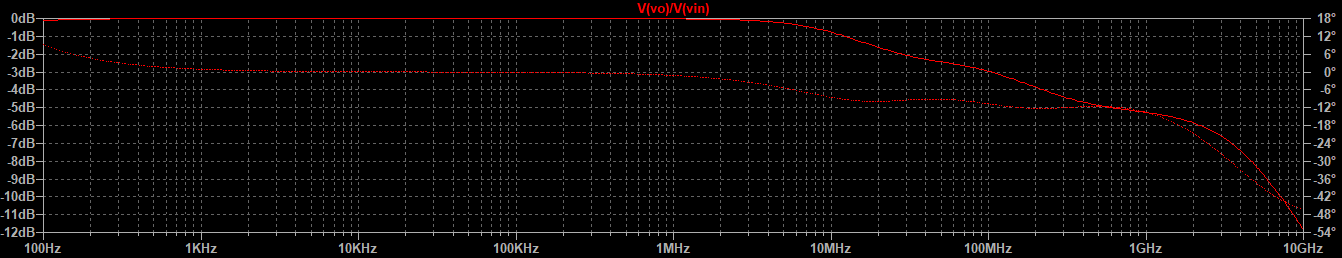 V(vo)/V(vin)
0dB 18°
-1dB 12°
-2dB 6°
-3dB 0°
-4dB -6°
-5dB -12°
-6dB -18°
-7dB -24°
-8dB -30°
-9dB -36°
-10dB -42°
-11dB -48°
-12dB -54°
100Hz 1KHz 10KHz 100KHz 1MHz 10MHz 100MHz 1GHz 10GHz